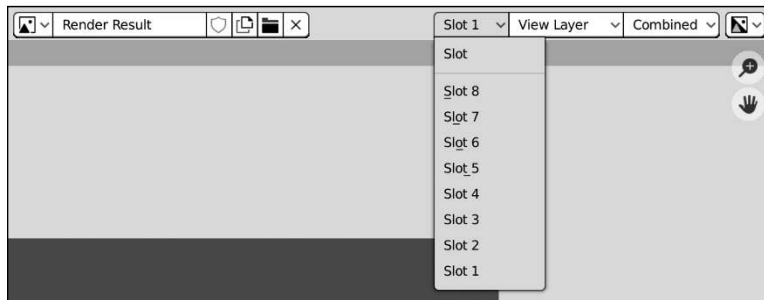 Render Result
Slot 1 View Layer Combined
Slot
Slot 8
Slot 7
Slot 6
Slot 5
Slot 4
Slot 3
Slot 2
Slot 1